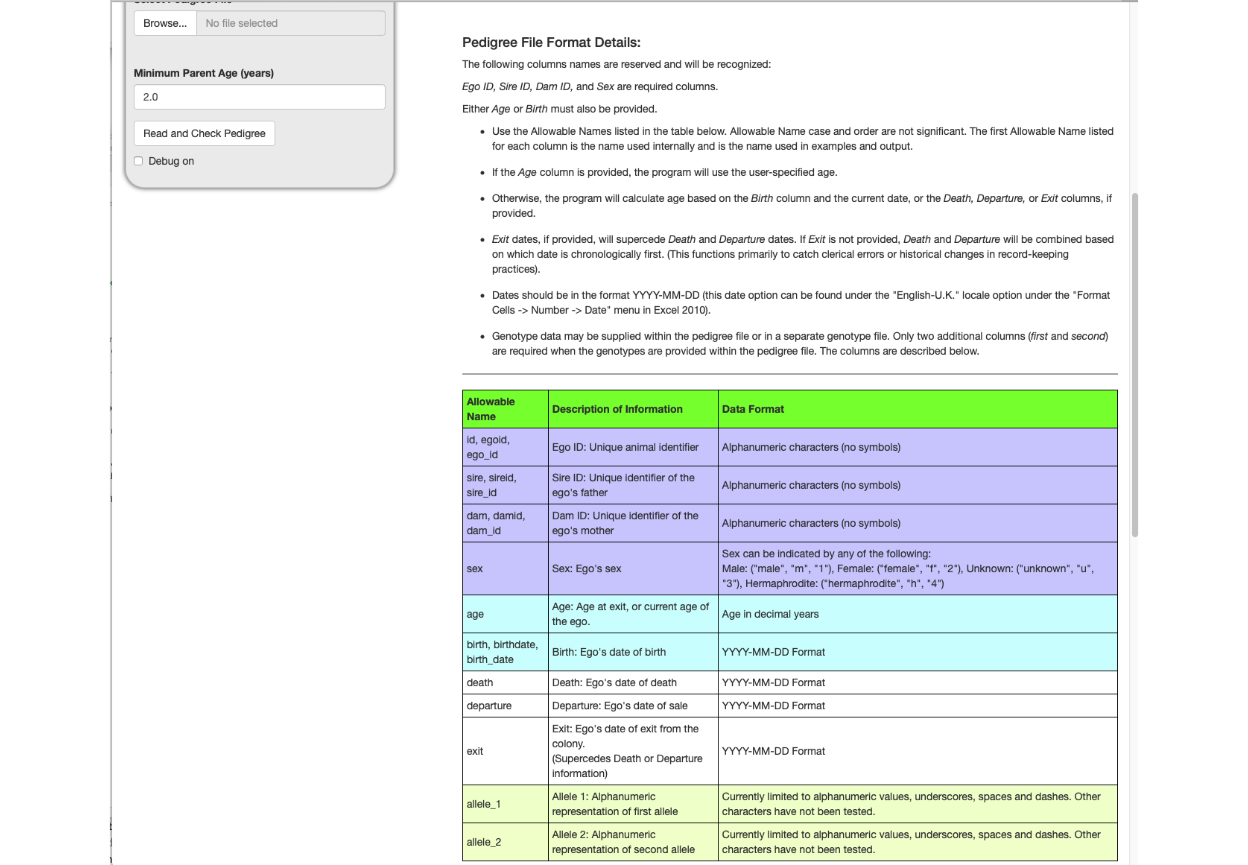 Select Pedigree File
Browse... No file selected
Minimum Parent Age (years)
2.0
Read and Check Pedigree
Debug on
Pedigree File Format Details:
The following columns names are reserved and will be recognized:
Ego ID, Sire ID, Dam ID, and Sex are required columns.
Either Age or Birth must also be provided.
• Use the Allowable Names listed in the table below. Allowable Name case and order are not significant. The first Allowable Name listed
for each column is the name used internally and is the name used in examples and output.
• If the Age column is provided, the program will use the user-specified age.
• Otherwise, the program will calculate age based on the Birth column and the current date, or the Death, Departure, or Exit columns, if
provided.
• Exit dates, if provided, will supercede Death and Departure dates. If Exit is not provided, Death and Departure will be combined based
on which date is chronologically first. (This functions primarily to catch clerical errors or historical changes in record-keeping
practices).
• Dates should be in the format YYYY-MM-DD (this date option can be found under the "English-U.K." locale option under the "Format
Cells -> Number -> Date" menu in Excel 2010).
• Genotype data may be supplied within the pedigree file or in a separate genotype file. Only two additional columns (first and second)
are required when the genotypes are provided within the pedigree file. The columns are described below.
Allowable
Name
Description of Information
Data Format
id, egoid,
ego_id
Ego ID: Unique animal identifier
Alphanumeric characters (no symbols)
sire, sireid,
sire_id
Sire ID: Unique identifier of the
ego's father
Alphanumeric characters (no symbols)
dam, damid,
dam_id
Dam ID: Unique identifier of the
ego's mother
Alphanumeric characters (no symbols)
sex
Sex: Ego's sex
Sex can be indicated by any of the following:
Male: ("male", "m", "1"), Female: ("female", "f", "2"), Unknown: ("unknown", "u",
"3"), Hermaphrodite: ("hermaphrodite", "h", "4")
age
Age: Age at exit, or current age of
the ego.
Age in decimal years
birth, birthdate,
birth_date
Birth: Ego's date of birth
YYYY-MM-DD Format
death
Death: Ego's date of death
YYYY-MM-DD Format
departure
Departure: Ego's date of sale
YYYY-MM-DD Format
exit
Exit: Ego's date of exit from the
colony.
(Supercedes Death or Departure
information)
YYYY-MM-DD Format
allele_1
Allele 1: Alphanumeric
representation of first allele
Currently limited to alphanumeric values, underscores, spaces and dashes. Other
characters have not been tested.
allele_2
Allele 2: Alphanumeric
representation of second allele
Currently limited to alphanumeric values, underscores, spaces and dashes. Other
characters have not been tested.